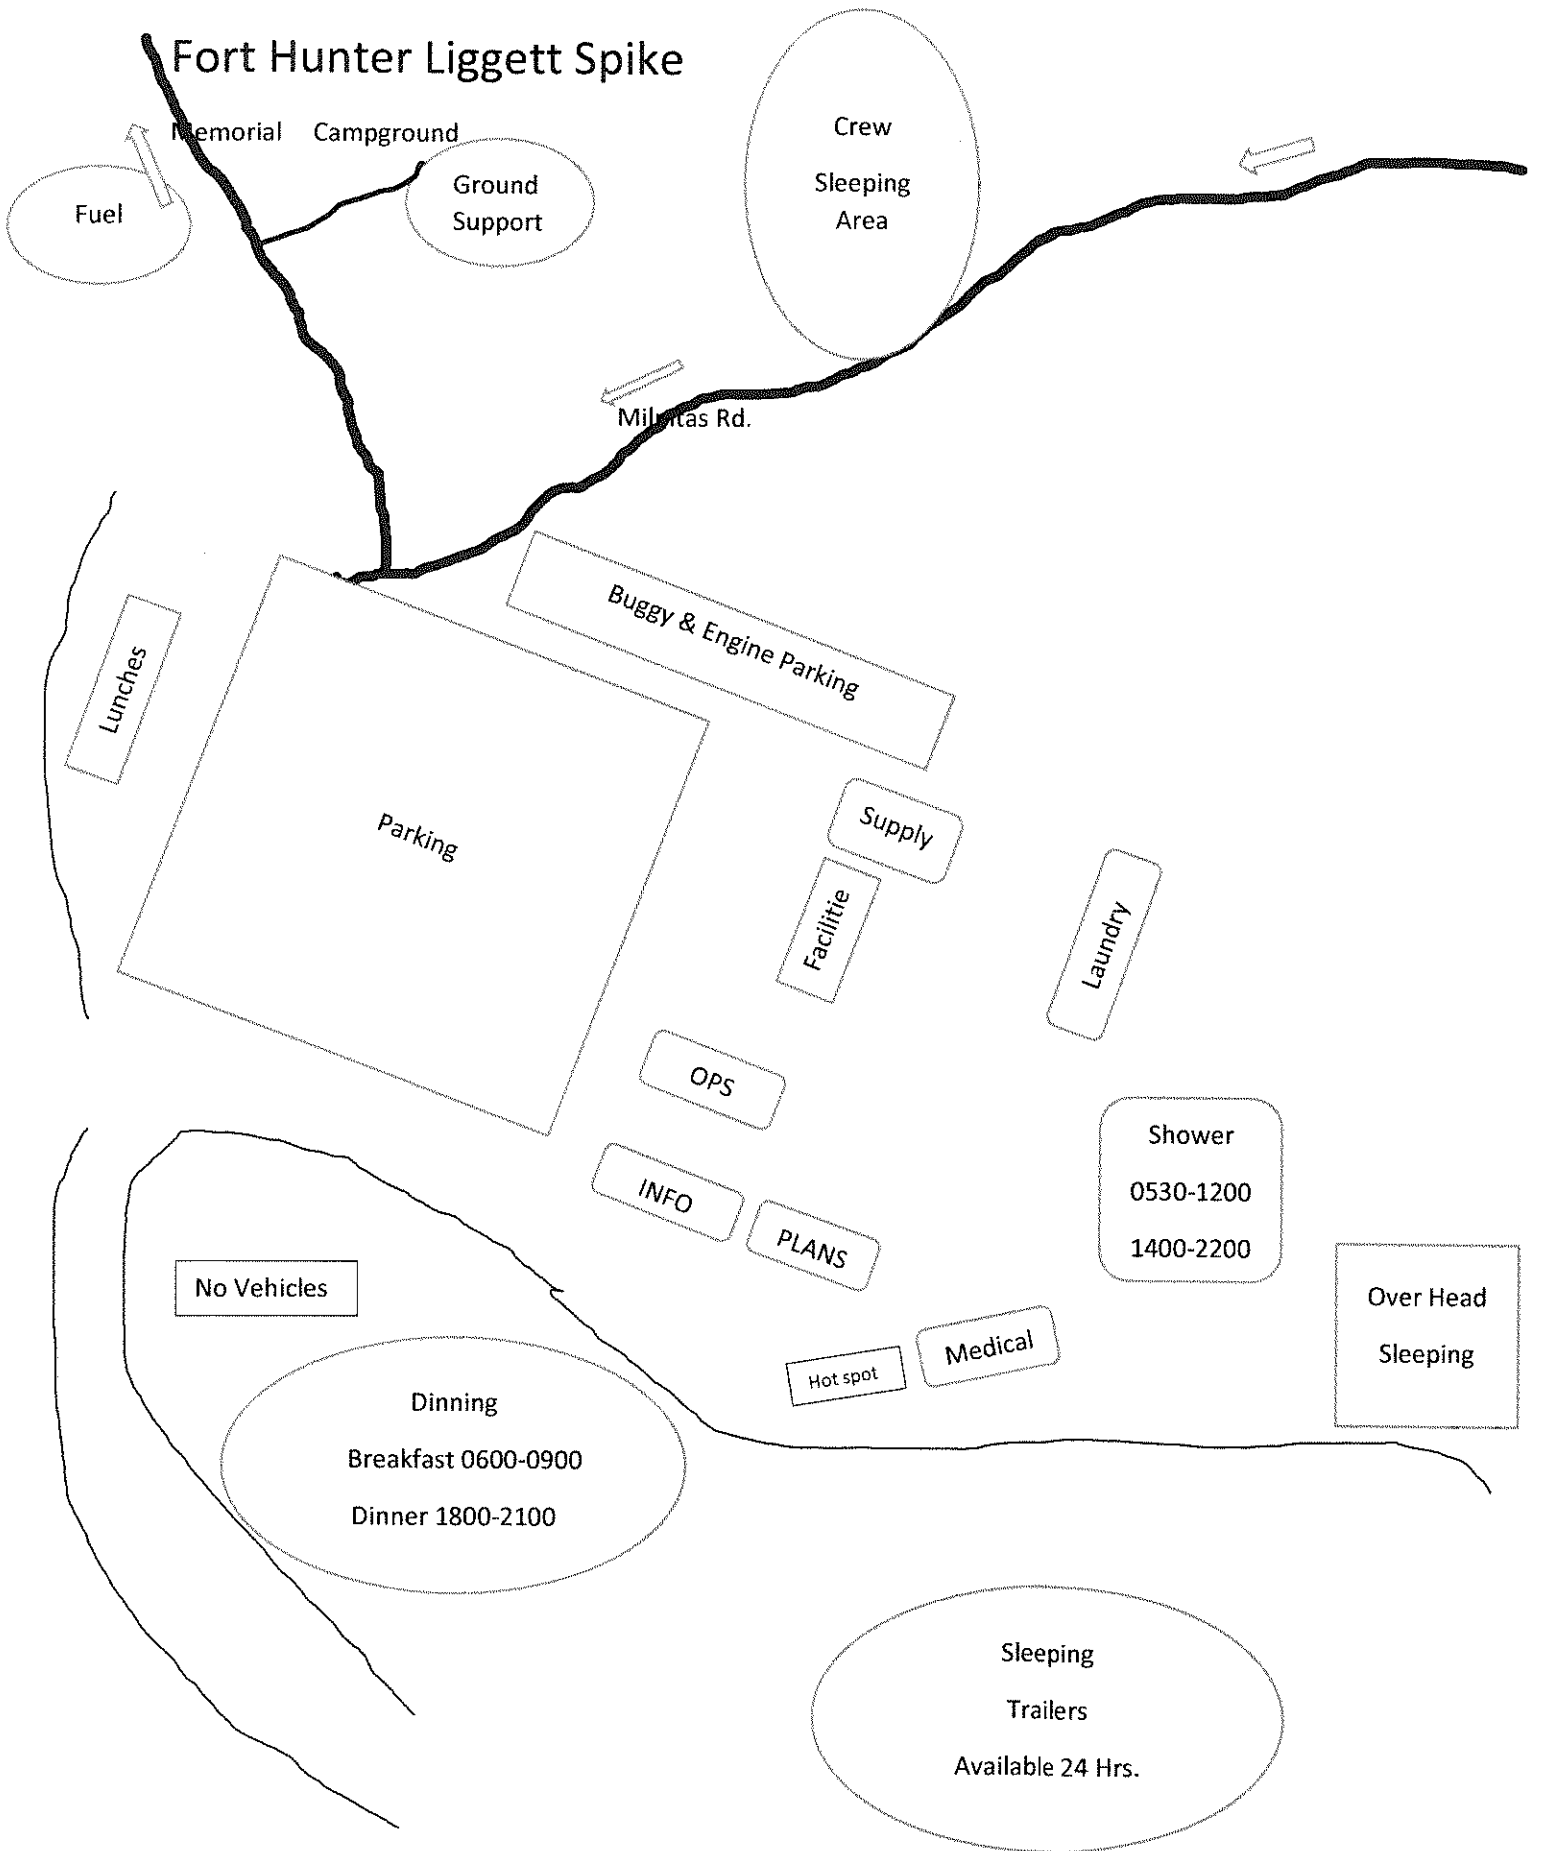 Fort Hunter Liggett Spike
Memorial Campground
Crew
Sleeping
Area
Fuel
Ground
Support
Milpitas Rd.
Buggy & Engine Parking
Lunches
Parking
Supply
Facilitie
Laundry
OPS
Shower
0530-1200
1400-2200
INFO
PLANS
No Vehicles
Over Head
Sleeping
Medical
Hot spot
Dinning
Breakfast 0600-0900
Dinner 1800-2100
Sleeping
Trailers
Available 24 Hrs.